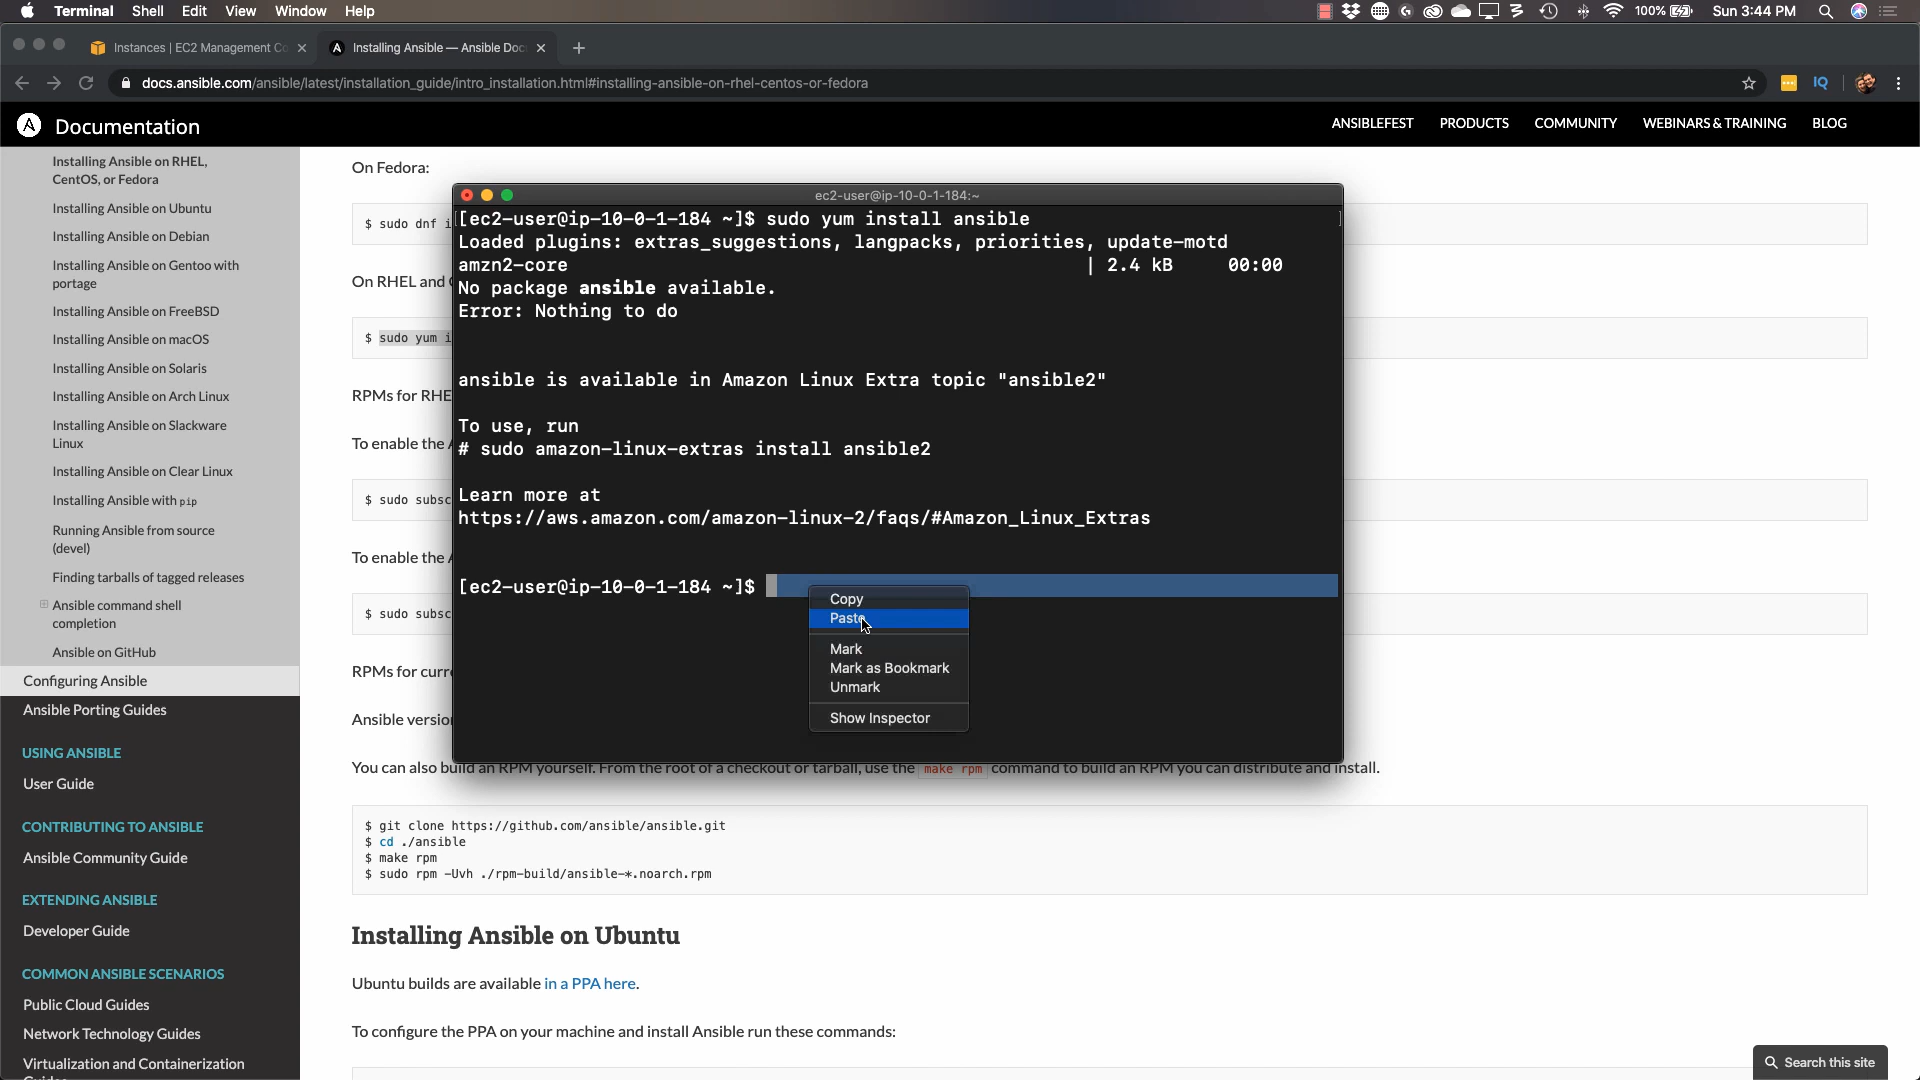 Terminal Shell Edit View Window Help 100% Sun 3:44 PM
Instances | EC2 Management Co
Installing Ansible — Ansible Doc
docs.ansible.com/ansible/latest/installation_guide/intro_installation.html#installing-ansible-on-rhel-centos-or-fedora
IQ
Documentation
ANSIBLEFEST PRODUCTS COMMUNITY WEBINARS & TRAINING BLOG
Installing Ansible on RHEL,
CentOS, or Fedora
Installing Ansible on Ubuntu
Installing Ansible on Debian
Installing Ansible on Gentoo with
portage
Installing Ansible on FreeBSD
Installing Ansible on macOS
Installing Ansible on Solaris
Installing Ansible on Arch Linux
Installing Ansible on Slackware
Linux
Installing Ansible on Clear Linux
Installing Ansible with pip
Running Ansible from source
(devel)
Finding tarballs of tagged releases
Ansible command shell
completion
Ansible on GitHub
Configuring Ansible
Ansible Porting Guides
USING ANSIBLE
User Guide
CONTRIBUTING TO ANSIBLE
Ansible Community Guide
EXTENDING ANSIBLE
Developer Guide
COMMON ANSIBLE SCENARIOS
Public Cloud Guides
Network Technology Guides
Virtualization and Containerization
On Fedora:
$ sudo dnf i
On RHEL and
$ sudo yum i
RPMs for RHE
To enable the
$ sudo subsc
To enable the
$ sudo subsc
RPMs for curr
Ansible versio
ec2-user@ip-10-0-1-184:~
[ec2-user@ip-10-0-1-184 ~]$ sudo yum install ansible
Loaded plugins: extras_suggestions, langpacks, priorities, update-motd
amzn2-core | 2.4 kB 00:00
No package ansible available.
Error: Nothing to do
ansible is available in Amazon Linux Extra topic "ansible2"
To use, run
# sudo amazon-linux-extras install ansible2
Learn more at
https://aws.amazon.com/amazon-linux-2/faqs/#Amazon_Linux_Extras
[ec2-user@ip-10-0-1-184 ~]$
Copy
Paste
Mark
Mark as Bookmark
Unmark
Show Inspector
You can also build an RPM yourself. From the root of a checkout or tarball, use the make rpm command to build an RPM you can distribute and install.
$ git clone https://github.com/ansible/ansible.git
$ cd ./ansible
$ make rpm
$ sudo rpm -Uvh ./rpm-build/ansible-*.noarch.rpm
Installing Ansible on Ubuntu
Ubuntu builds are available in a PPA here.
To configure the PPA on your machine and install Ansible run these commands:
Search this site